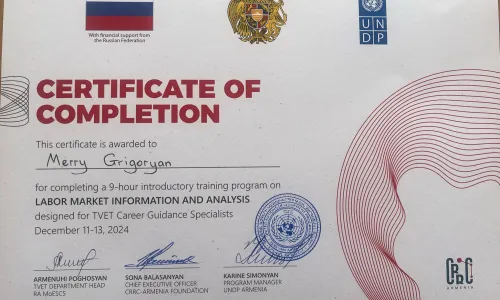 With financial support from
the Russian Federation
U N
D P
CERTIFICATE OF
COMPLETION
This certificate is awarded to
Merry Grigoryan
for completing a 9-hour introductory training program on
LABOR MARKET INFORMATION AND ANALYSIS
designed for TVET Career Guidance Specialists
December 11-13, 2024
ARMENUHI POGHOSYAN
TVET DEPARTMENT HEAD
RA MoESCS
SONA BALASANYAN
CHIEF EXECUTIVE OFFICER
CRRC-ARMENIA FOUNDATION
KARINE SIMONYAN
PROGRAM MANAGER
UNDP ARMENIA
CRRC
ARMENIA